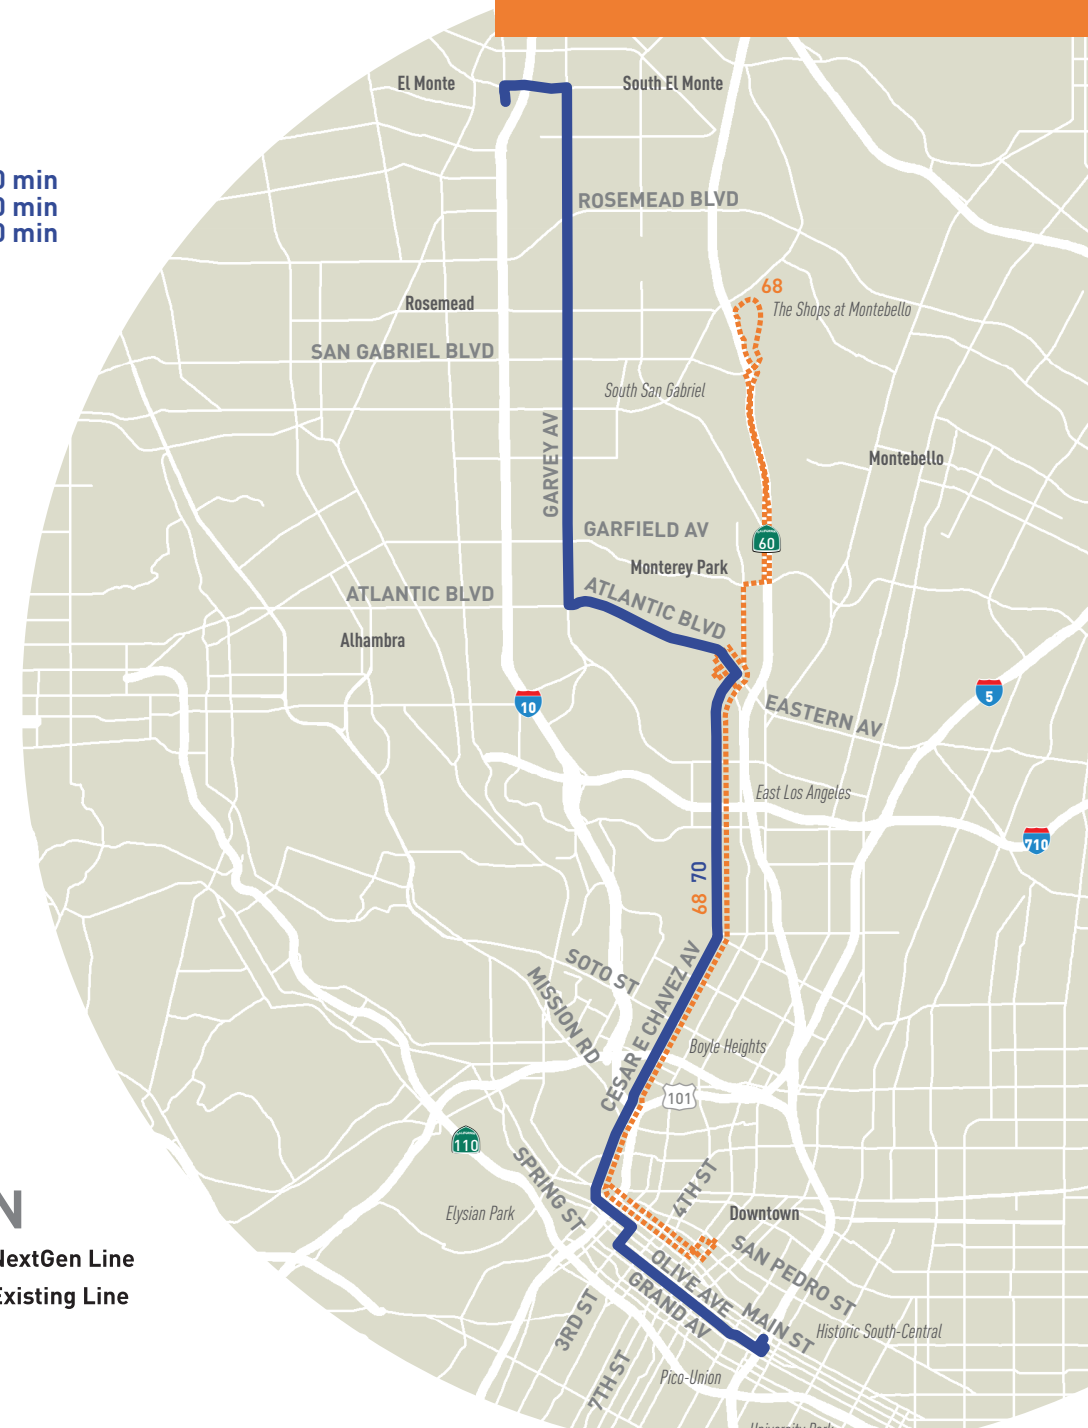 El Monte
South El Monte
min
min
min
ROSEMEAD BLVD
68
The Shops at Montebello
Rosemead
SAN GABRIEL BLVD
South San Gabriel
GARVEY AV
Montebello
GARFIELD AV
60
Monterey Park
ATLANTIC BLVD
ATLANTIC BLVD
Alhambra
10
5
EASTERN AV
East Los Angeles
710
68 70
SOTO ST
MISSION RD
CESAR E CHAVEZ AV
Boyle Heights
101
110
SPRING ST
4TH ST
Elysian Park
Downtown
N
NextGen Line
Existing Line
SAN PEDRO ST
OLIVE AVE
GRAND AV
MAIN ST
3RD ST
Historic South-Central
7TH ST
Pico-Union